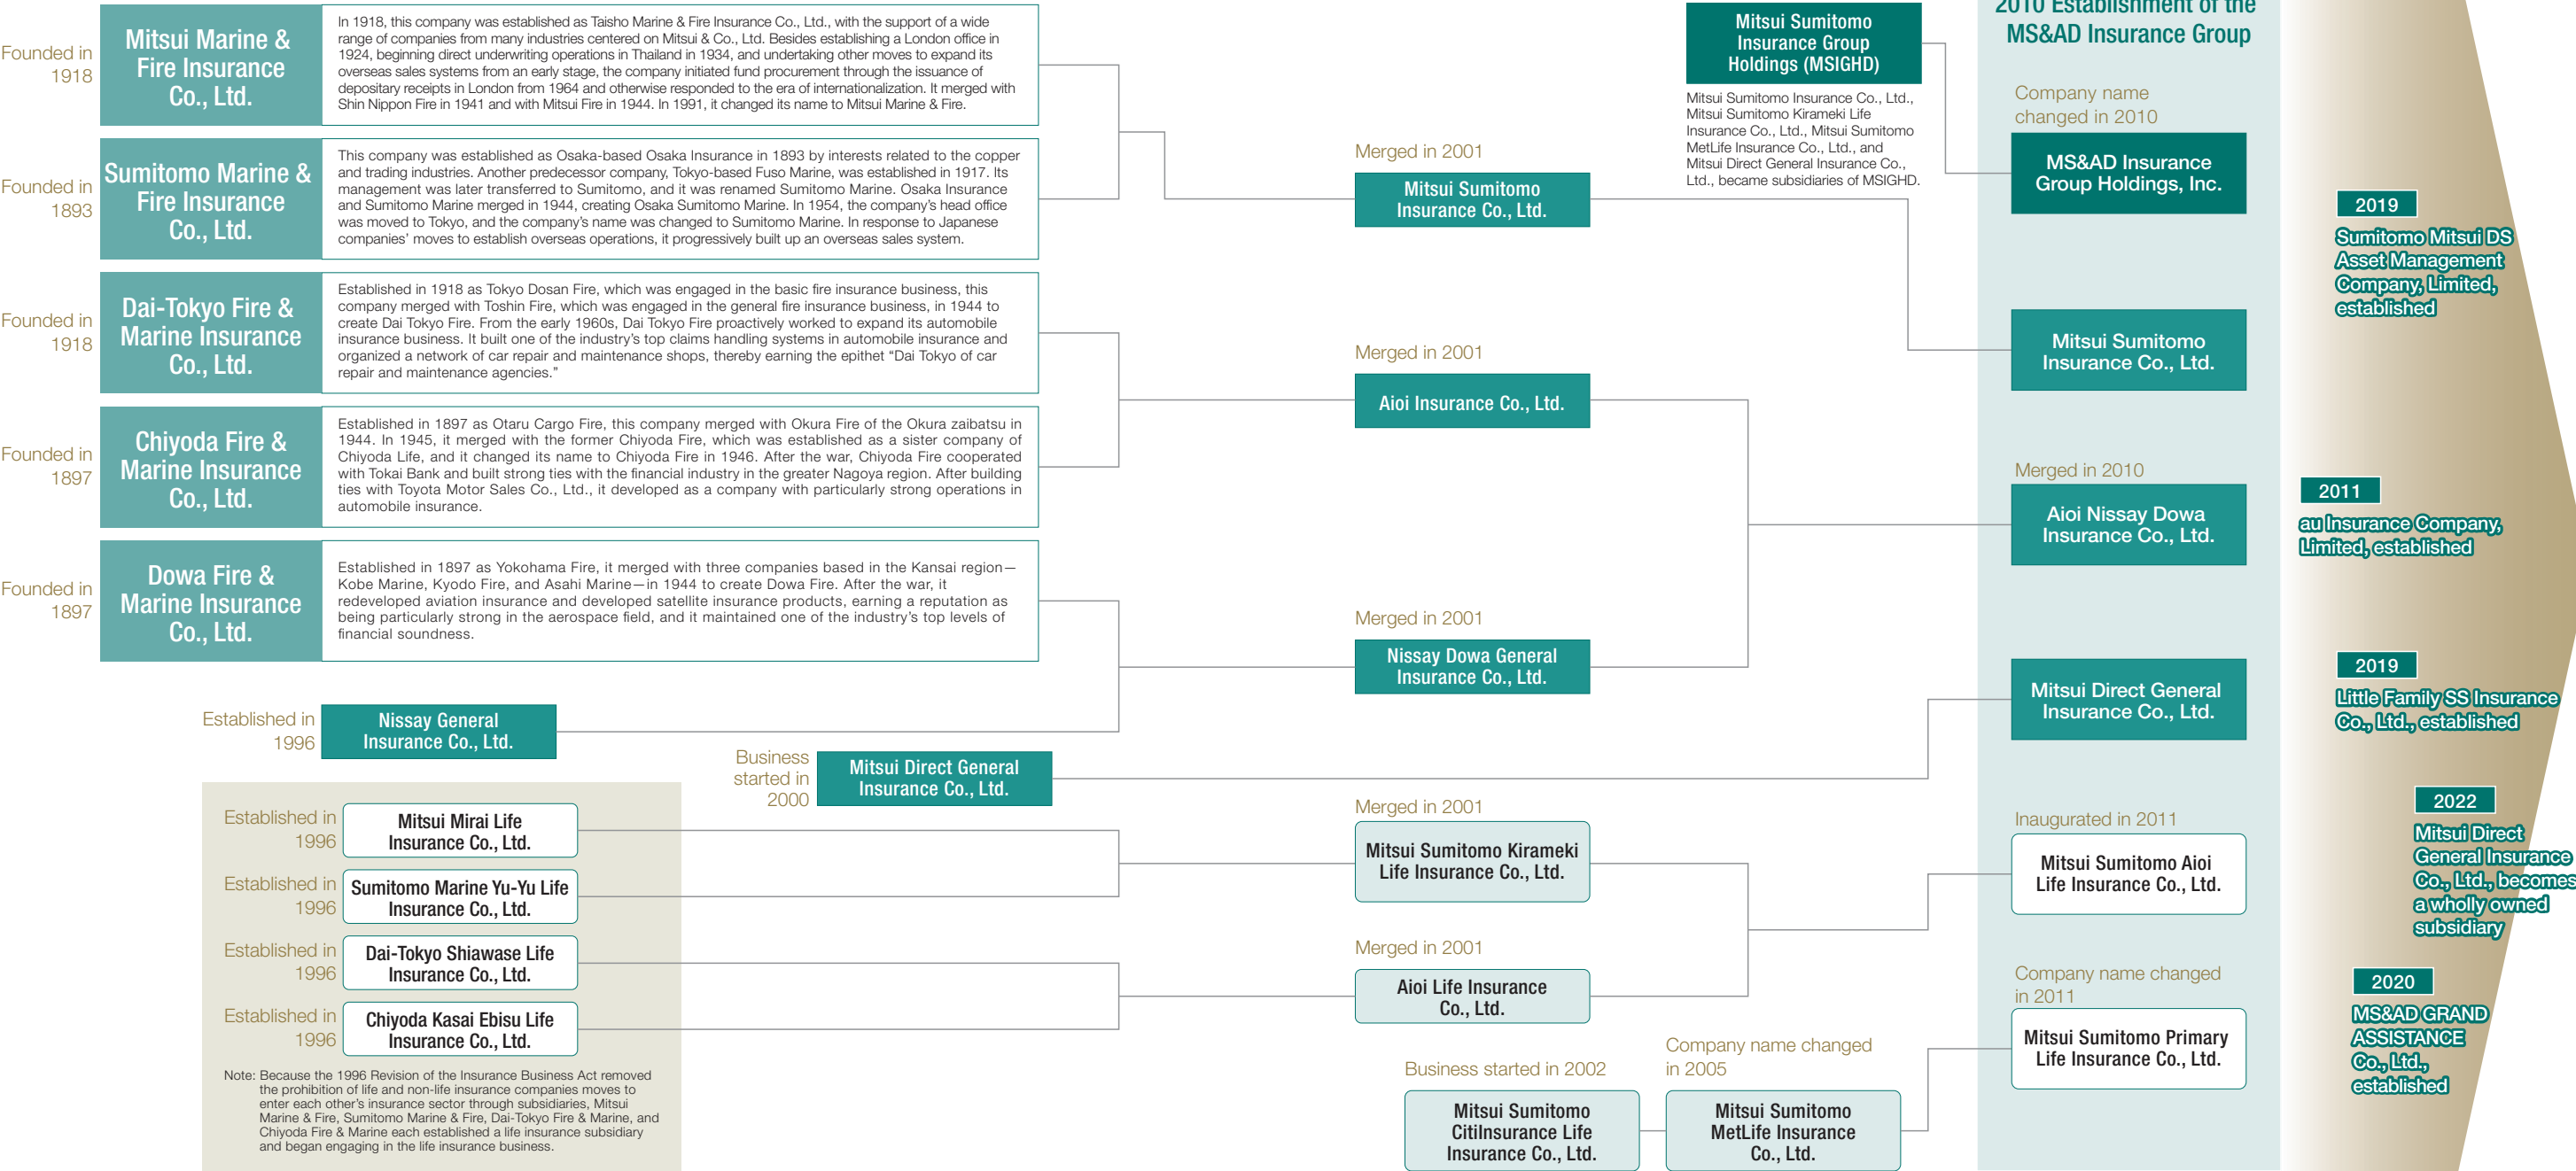 Founded in
1918
Mitsui Marine &
Fire Insurance
Co., Ltd.
In 1918, this company was established as Taisho Marine & Fire Insurance Co., Ltd., with the support of a wide
range of companies from many industries centered on Mitsui & Co., Ltd. Besides establishing a London office in
1924, beginning direct underwriting operations in Thailand in 1934, and undertaking other moves to expand its
overseas sales systems from an early stage, the company initiated fund procurement through the issuance of
depositary receipts in London from 1964 and otherwise responded to the era of internationalization. It merged with
Shin Nippon Fire in 1941 and with Mitsui Fire in 1944. In 1991, it changed its name to Mitsui Marine & Fire.
Founded in
1893
Sumitomo Marine &
Fire Insurance
Co., Ltd.
This company was established as Osaka-based Osaka Insurance in 1893 by interests related to the copper
and trading industries. Another predecessor company, Tokyo-based Fuso Marine, was established in 1917. Its
management was later transferred to Sumitomo, and it was renamed Sumitomo Marine. Osaka Insurance
and Sumitomo Marine merged in 1944, creating Osaka Sumitomo Marine. In 1954, the company's head office
was moved to Tokyo, and the company's name was changed to Sumitomo Marine. In response to Japanese
companies' moves to establish overseas operations, it progressively built up an overseas sales system.
Founded in
1918
Dai-Tokyo Fire &
Marine Insurance
Co., Ltd.
Established in 1918 as Tokyo Dosan Fire, which was engaged in the basic fire insurance business, this
company merged with Toshin Fire, which was engaged in the general fire insurance business, in 1944 to
create Dai Tokyo Fire. From the early 1960s, Dai Tokyo Fire proactively worked to expand its automobile
insurance business. It built one of the industry's top claims handling systems in automobile insurance and
organized a network of car repair and maintenance shops, thereby earning the epithet "Dai Tokyo of car
repair and maintenance agencies."
Founded in
1897
Chiyoda Fire &
Marine Insurance
Co., Ltd.
Established in 1897 as Otaru Cargo Fire, this company merged with Okura Fire of the Okura zaibatsu in
1944. In 1945, it merged with the former Chiyoda Fire, which was established as a sister company of
Chiyoda Life, and it changed its name to Chiyoda Fire in 1946. After the war, Chiyoda Fire cooperated
with Tokai Bank and built strong ties with the financial industry in the greater Nagoya region. After building
ties with Toyota Motor Sales Co., Ltd., it developed as a company with particularly strong operations in
automobile insurance.
Founded in
1897
Dowa Fire &
Marine Insurance
Co., Ltd.
Established in 1897 as Yokohama Fire, it merged with three companies based in the Kansai region—
Kobe Marine, Kyodo Fire, and Asahi Marine—in 1944 to create Dowa Fire. After the war, it
redeveloped aviation insurance and developed satellite insurance products, earning a reputation as
being particularly strong in the aerospace field, and it maintained one of the industry's top levels of
financial soundness.
Established in
1996
Nissay General
Insurance Co., Ltd.
Business
started in
2000
Mitsui Direct General
Insurance Co., Ltd.
Established in
1996
Mitsui Mirai Life
Insurance Co., Ltd.
Established in
1996
Sumitomo Marine Yu-Yu Life
Insurance Co., Ltd.
Established in
1996
Dai-Tokyo Shiawase Life
Insurance Co., Ltd.
Established in
1996
Chiyoda Kasai Ebisu Life
Insurance Co., Ltd.
Note: Because the 1996 Revision of the Insurance Business Act removed
the prohibition of life and non-life insurance companies moves to
enter each other's insurance sector through subsidiaries, Mitsui
Marine & Fire, Sumitomo Marine & Fire, Dai-Tokyo Fire & Marine, and
Chiyoda Fire & Marine each established a life insurance subsidiary
and began engaging in the life insurance business.
Merged in 2001
Mitsui Sumitomo
Insurance Co., Ltd.
Merged in 2001
Aioi Insurance Co., Ltd.
Merged in 2001
Nissay Dowa General
Insurance Co., Ltd.
Merged in 2001
Mitsui Sumitomo Kirameki
Life Insurance Co., Ltd.
Merged in 2001
Aioi Life Insurance
Co., Ltd.
Business started in 2002
Mitsui Sumitomo
CitiInsurance Life
Insurance Co., Ltd.
Company name changed
in 2005
Mitsui Sumitomo
MetLife Insurance
Co., Ltd.
Mitsui Sumitomo
Insurance Group
Holdings (MSIGHD)
Mitsui Sumitomo Insurance Co., Ltd.,
Mitsui Sumitomo Kirameki Life
Insurance Co., Ltd., Mitsui Sumitomo
MetLife Insurance Co., Ltd., and
Mitsui Direct General Insurance Co.,
Ltd., became subsidiaries of MSIGHD.
2010 Establishment of the
MS&AD Insurance Group
Company name
changed in 2010
MS&AD Insurance
Group Holdings, Inc.
Mitsui Sumitomo
Insurance Co., Ltd.
Merged in 2010
Aioi Nissay Dowa
Insurance Co., Ltd.
Mitsui Direct General
Insurance Co., Ltd.
Inaugurated in 2011
Mitsui Sumitomo Aioi
Life Insurance Co., Ltd.
Company name changed
in 2011
Mitsui Sumitomo Primary
Life Insurance Co., Ltd.
2019
Sumitomo Mitsui DS
Asset Management
Company, Limited,
established
2011
au Insurance Company,
Limited, established
2019
Little Family SS Insurance
Co., Ltd., established
2022
Mitsui Direct
General Insurance
Co., Ltd., becomes
a wholly owned
subsidiary
2020
MS&AD GRAND
ASSISTANCE
Co., Ltd.,
established